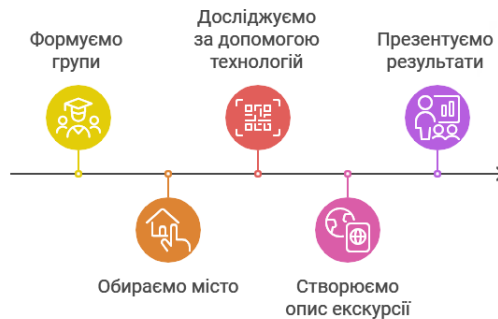 Формуємо
групи
Обираємо місто
Досліджуємо
за допомогою
технологій
Створюємо
опис екскурсії
Презентуємо
результати